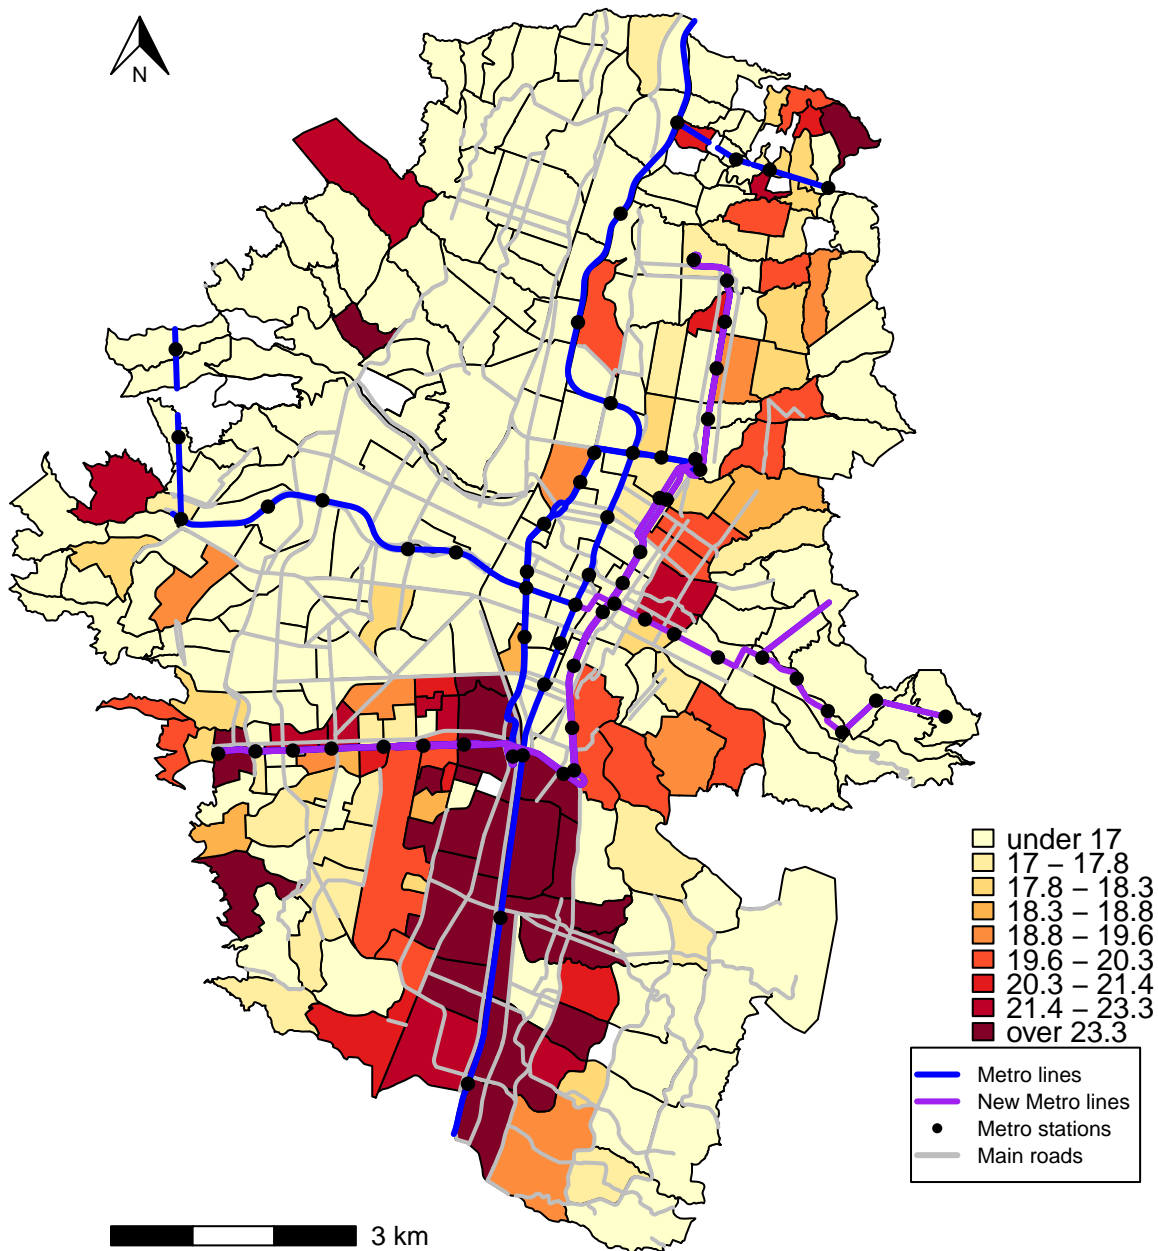 N
under 17
17 – 17.8
17.8 – 18.3
18.3 – 18.8
18.8 – 19.6
19.6 – 20.3
20.3 – 21.4
21.4 – 23.3
over 23.3
Metro lines
New Metro lines
Metro stations
Main roads
3 km